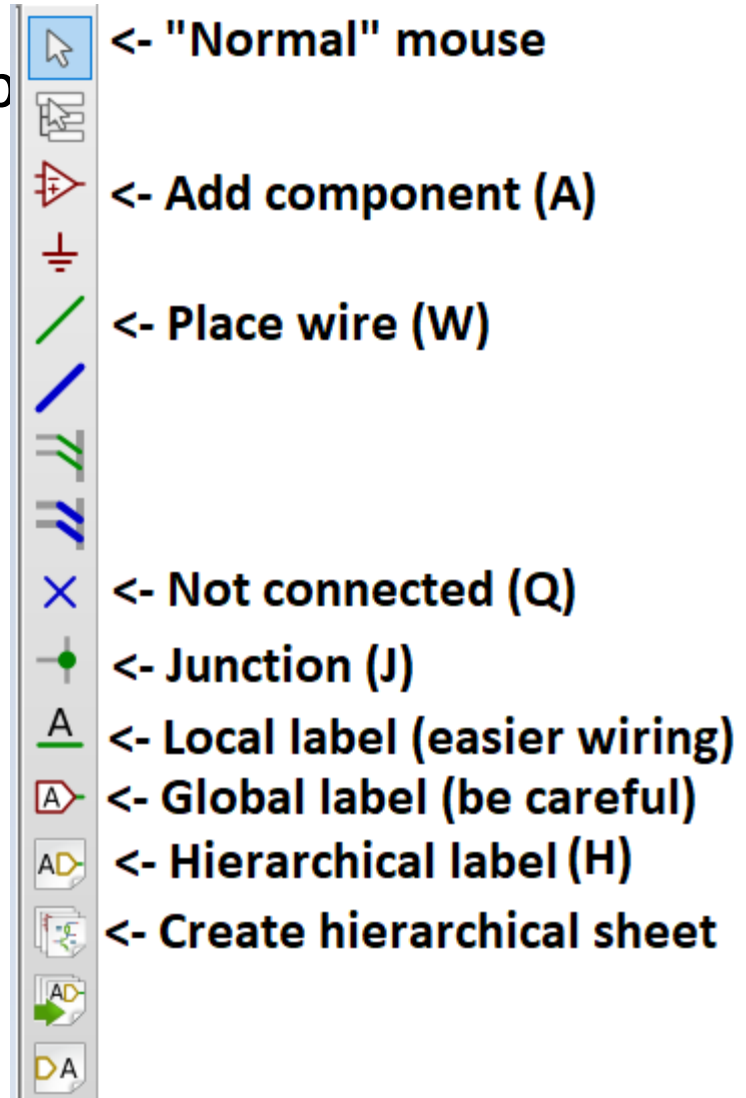 <- "Normal" mouse
<- Add component (A)
<- Place wire (W)
<- Not connected (Q)
<- Junction (J)
A <- Local label (easier wiring)
A <- Global label (be careful)
A <- Hierarchical label (H)
<- Create hierarchical sheet
A
A